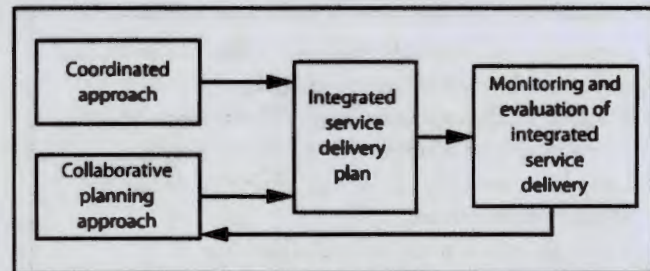 Coordinated
approach
Collaborative
planning
approach
Integrated
service
delivery
plan
Monitoring and
evaluation of
integrated
service
delivery